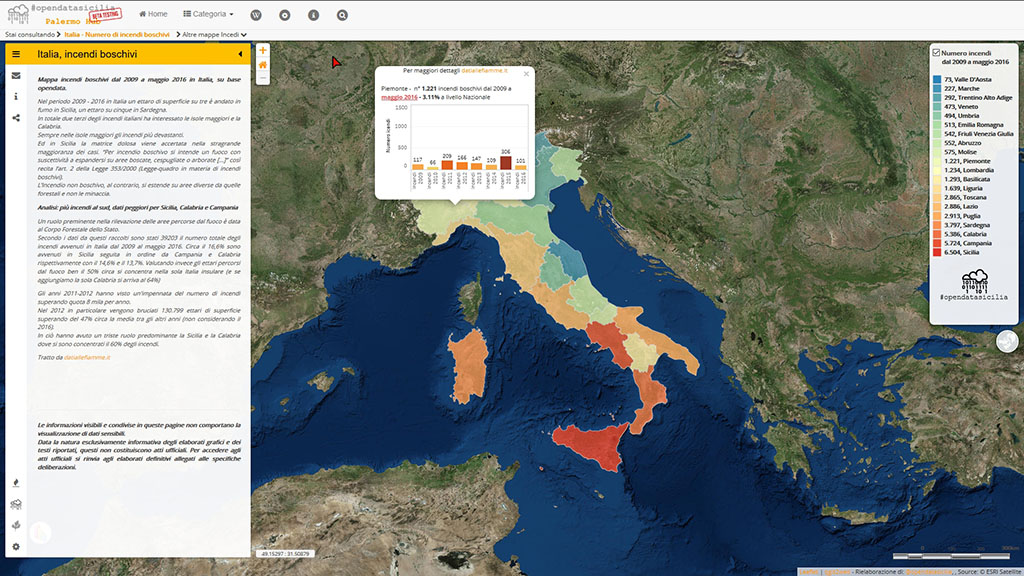 #opendatasicilia
Palermo Hub
BETA TESTING
Home
Categoria
Stai consultando
Italia - Numero di incendi boschivi
Altre mappe Incedi
Italia, incendi boschivi
Mappa incendi boschivi dal 2009 a maggio 2016 in Italia, su base
opendata.
Nel periodo 2009 - 2016 in Italia un ettaro di superficie su tre è andato in
fumo in Sicilia, un ettaro su cinque in Sardegna.
In totale due terzi degli incendi italiani ha interessato le isole maggiori e la
Calabria.
Sempre nelle isole maggiori gli incendi più devastanti.
Ed in Sicilia la matrice dolosa viene accertata nella stragrande
maggioranza dei casi. "Per incendio boschivo si intende un fuoco con
suscettività a espandersi su aree boscate, cespugliate o arborate [...]" così
recita l'art. 2 della Legge 353/2000 (Legge-quadro in materia di incendi
boschivi).
L'incendio non boschivo, al contrario, si estende su aree diverse da quelle
forestali e non le minaccia.
Analisi: più incendi al sud, dati peggiori per Sicilia, Calabria e Campania
Un ruolo preminente nella rilevazione delle aree percorse dal fuoco è data
al Corpo Forestale dello Stato.
Secondo i dati da questi raccolti sono stati 39203 il numero totale degli
incendi avvenuti in Italia dal 2009 al maggio 2016. Circa il 16,6% sono
avvenuti in Sicilia seguita in ordine da Campania e Calabria
rispettivamente con il 14,6% e il 13,7%. Valutando invece gli ettari percorsi
dal fuoco ben il 50% circa si concentra nella sola Italia insulare (e se
aggiungiamo la sola Calabria si arriva al 64%)
Gli anni 2011-2012 hanno visto un'impennata del numero di incendi
superando quota 8 mila per anno.
Nel 2012 in particolare vengono bruciati 130.799 ettari di superficie
superando del 47% circa la media tra gli altri anni (non considerando il
2016).
In ciò hanno avuto un triste ruolo predominante la Sicilia e la Calabria
dove si sono concentrati il 60% degli incendi.
Tratto da datialefiamme.it
Le informazioni visibili e condivise in queste pagine non comportano la
visualizzazione di dati sensibili.
Data la natura esclusivamente informativa degli elaborati grafici e dei
testi riportati, questi non costituiscono atti ufficiali. Per accedere agli
atti ufficiali si rinvia agli elaborati definitivi allegati alle specifiche
deliberazioni.
Per maggiori dettagli datiallefiamme.it
Piemonte - n° 1.221 incendi boschivi dal 2009 a
maggio 2016 - 3.11% a livello Nazionale
Numero icendi
1500
1000
500
0
117
66
209
166
147
109
306
101
Numero incendi
dal 2009 a maggio 2016
73, Valle D'Aosta
227, Marche
292, Trentino Alto Adige
473, Veneto
494, Umbria
513, Emilia Romagna
542, Friuli Venezia Giulia
552, Abruzzo
575, Molise
1.221, Piemonte
1.234, Lombardia
1.293, Basilicata
1.639, Liguria
2.865, Toscana
2.886, Lazio
2.913, Puglia
3.797, Sardegna
5.386, Calabria
5.724, Campania
6.504, Sicilia
#opendatasicilia
49.15297 : 31.50879
- Rielaborazione di:
, Source: © ESRI Satellite